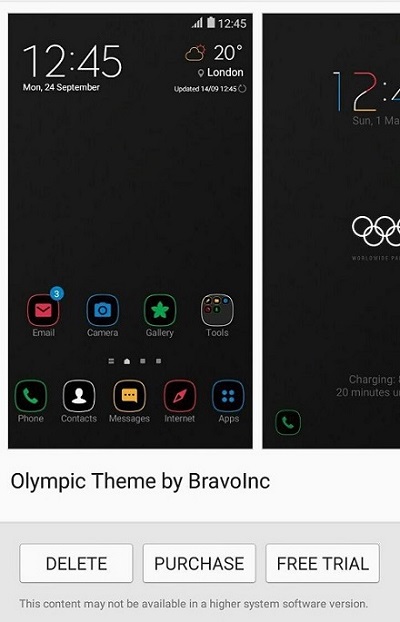 12:45
12:45
20°
London
Mon, 24 September
Updated 14/09 12:45
12:4
Sun, 1 Ma
WORLDWIDE PA
3
Email Camera Gallery Tools
Charging: 
20 minutes u
Phone Contacts Messages Internet Apps
Olympic Theme by BravoInc
DELETE PURCHASE FREE TRIAL
This content may not be available in a higher system software version.